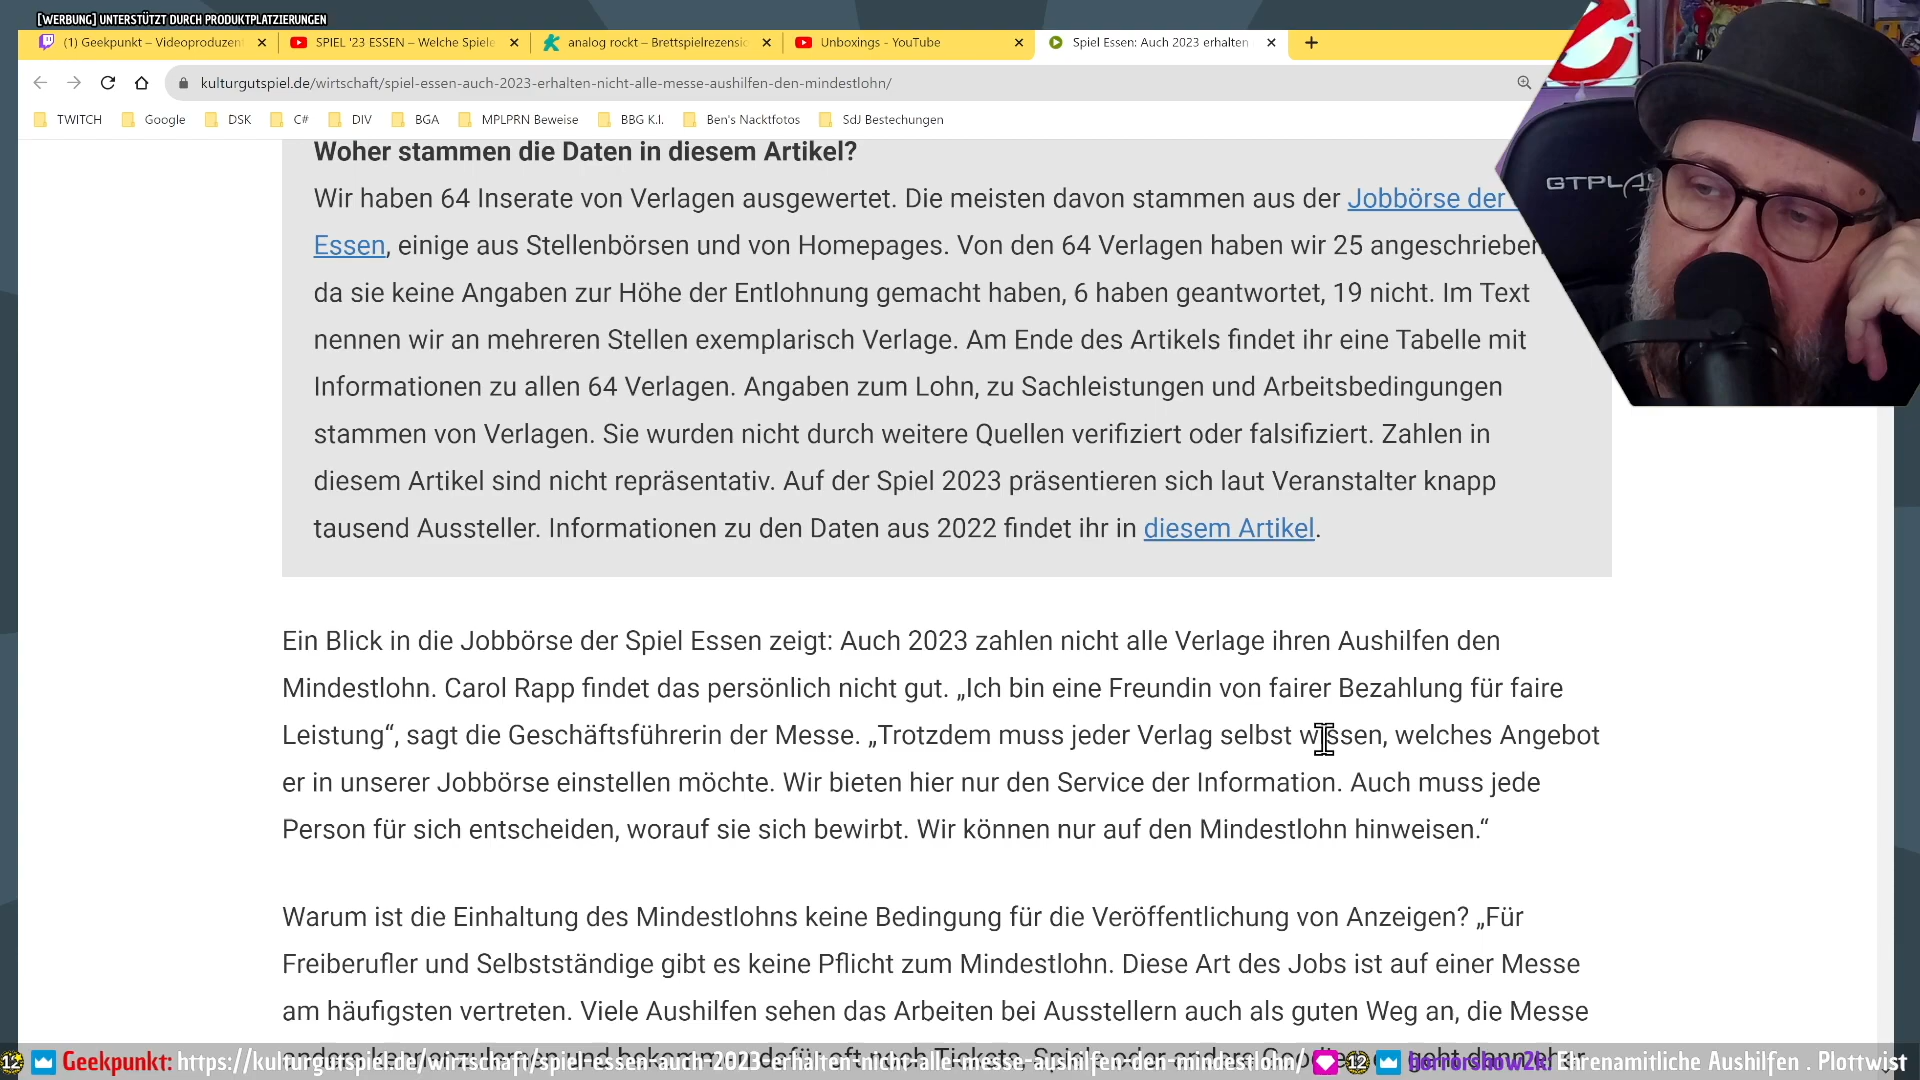 [WERBUNG] UNTERSTÜTZT DURCH PRODUKTPLATZIERUNGEN
(1) Geekpunkt – Videoproduzent
SPIEL '23 ESSEN – Welche Spiele
analog rockt – Brettspielrezensio
Unboxings - YouTube
Spiel Essen: Auch 2023 erhalten
kulturgutspiel.de/wirtschaft/spiel-essen-auch-2023-erhalten-nicht-alle-messe-aushilfen-den-mindestlohn/
TWITCH Google DSK C# DIV BGA MPLPRN Beweise BBG K.I. Ben's Nacktfotos SdJ Bestechungen
GTPLAY
Woher stammen die Daten in diesem Artikel?
Wir haben 64 Inserate von Verlagen ausgewertet. Die meisten davon stammen aus der Jobbörse der
Essen, einige aus Stellenbörsen und von Homepages. Von den 64 Verlagen haben wir 25 angeschrieben
da sie keine Angaben zur Höhe der Entlohnung gemacht haben, 6 haben geantwortet, 19 nicht. Im Text
nennen wir an mehreren Stellen exemplarisch Verlage. Am Ende des Artikels findet ihr eine Tabelle mit
Informationen zu allen 64 Verlagen. Angaben zum Lohn, zu Sachleistungen und Arbeitsbedingungen
stammen von Verlagen. Sie wurden nicht durch weitere Quellen verifiziert oder falsifiziert. Zahlen in
diesem Artikel sind nicht repräsentativ. Auf der Spiel 2023 präsentieren sich laut Veranstalter knapp
tausend Aussteller. Informationen zu den Daten aus 2022 findet ihr in diesem Artikel.
Ein Blick in die Jobbörse der Spiel Essen zeigt: Auch 2023 zahlen nicht alle Verlage ihren Aushilfen den
Mindestlohn. Carol Rapp findet das persönlich nicht gut. „Ich bin eine Freundin von fairer Bezahlung für faire
Leistung“, sagt die Geschäftsführerin der Messe. „Trotzdem muss jeder Verlag selbst wissen, welches Angebot
er in unserer Jobbörse einstellen möchte. Wir bieten hier nur den Service der Information. Auch muss jede
Person für sich entscheiden, worauf sie sich bewirbt. Wir können nur auf den Mindestlohn hinweisen.“
Warum ist die Einhaltung des Mindestlohns keine Bedingung für die Veröffentlichung von Anzeigen? „Für
Freiberufler und Selbstständige gibt es keine Pflicht zum Mindestlohn. Diese Art des Jobs ist auf einer Messe
am häufigsten vertreten. Viele Aushilfen sehen das Arbeiten bei Ausstellern auch als guten Weg an, die Messe
12 Geekpunkt: https://kulturgutspiel.de/wirtschaft/spiel-essen-auch-2023-erhalten-nicht-alle-messe-aushilfen-den-mindestlohn/ 12 horrorshow2k: Ehrenamtliche Aushilfen . Plottwist